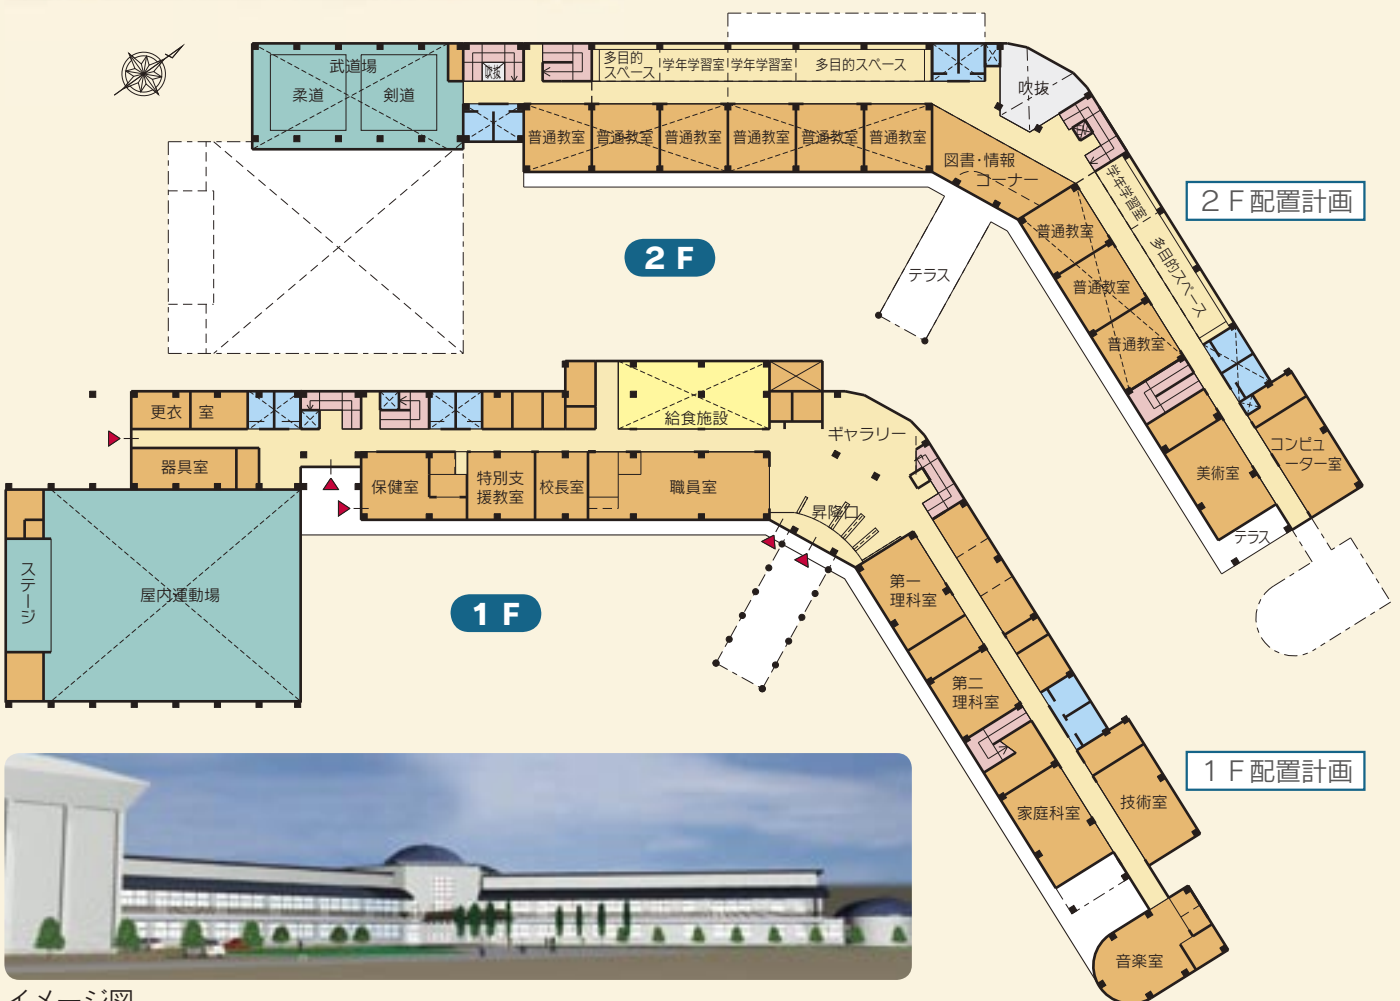 武道場
柔道
剣道
吹抜
多目的
スペース
学年学習室
学年学習室
多目的スペース
吹抜
普通教室
普通教室
普通教室
普通教室
普通教室
普通教室
図書・情報
コーナー
学年学習室
多目的スペース
2F配置計画
普通教室
普通教室
普通教室
2 F
テラス
美術室
コンピュ
ーター室
テラス
更衣 室
給食施設
ギャラリー
器具室
保健室
特別支
援教室
校長室
職員室
昇降口
ステージ
屋内運動場
1 F
第一
理科室
第二
理科室
家庭科室
技術室
1F配置計画
音楽室
イメージ図